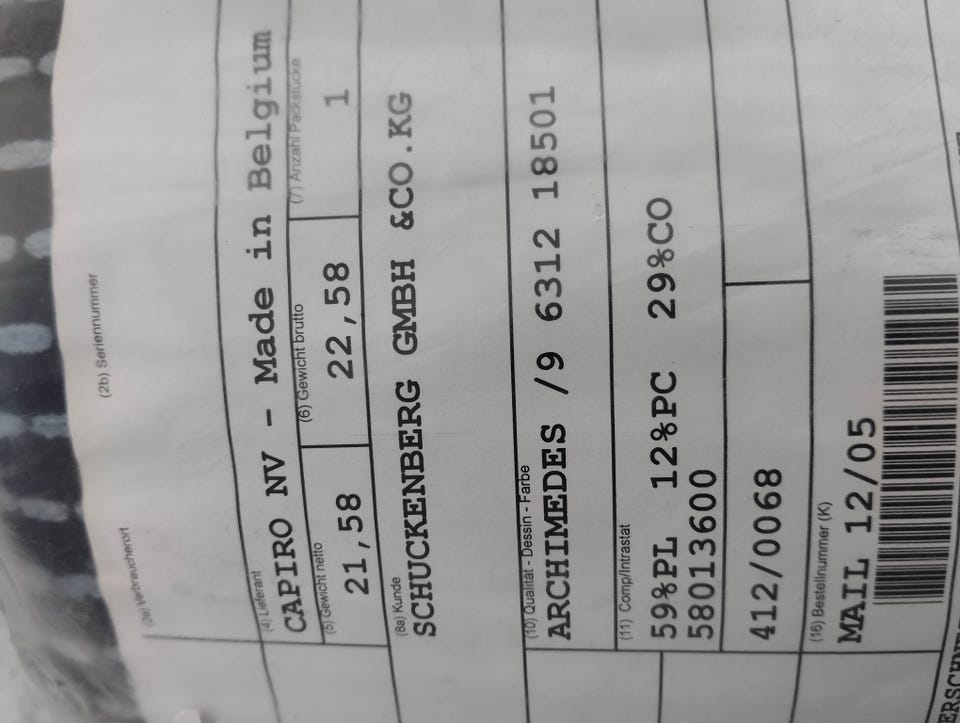 (2a) Verbraucherort (2b) Seriennummer
(4) Lieferant
CAPIRO NV - Made in Belgium
(5) Gewicht netto (6) Gewicht brutto (7) Anzahl Packstücke
21,58 22,58 1
(8a) Kunde
SCHUCKENBERG GMBH &CO.KG
(10) Qualität - Dessin - Farbe
ARCHIMEDES /9 6312 18501
(11) Comp/Intrastat
59%PL 12%PC 29%CO
58013600
412/0068
(16) Bestellnummer (K)
MAIL 12/05